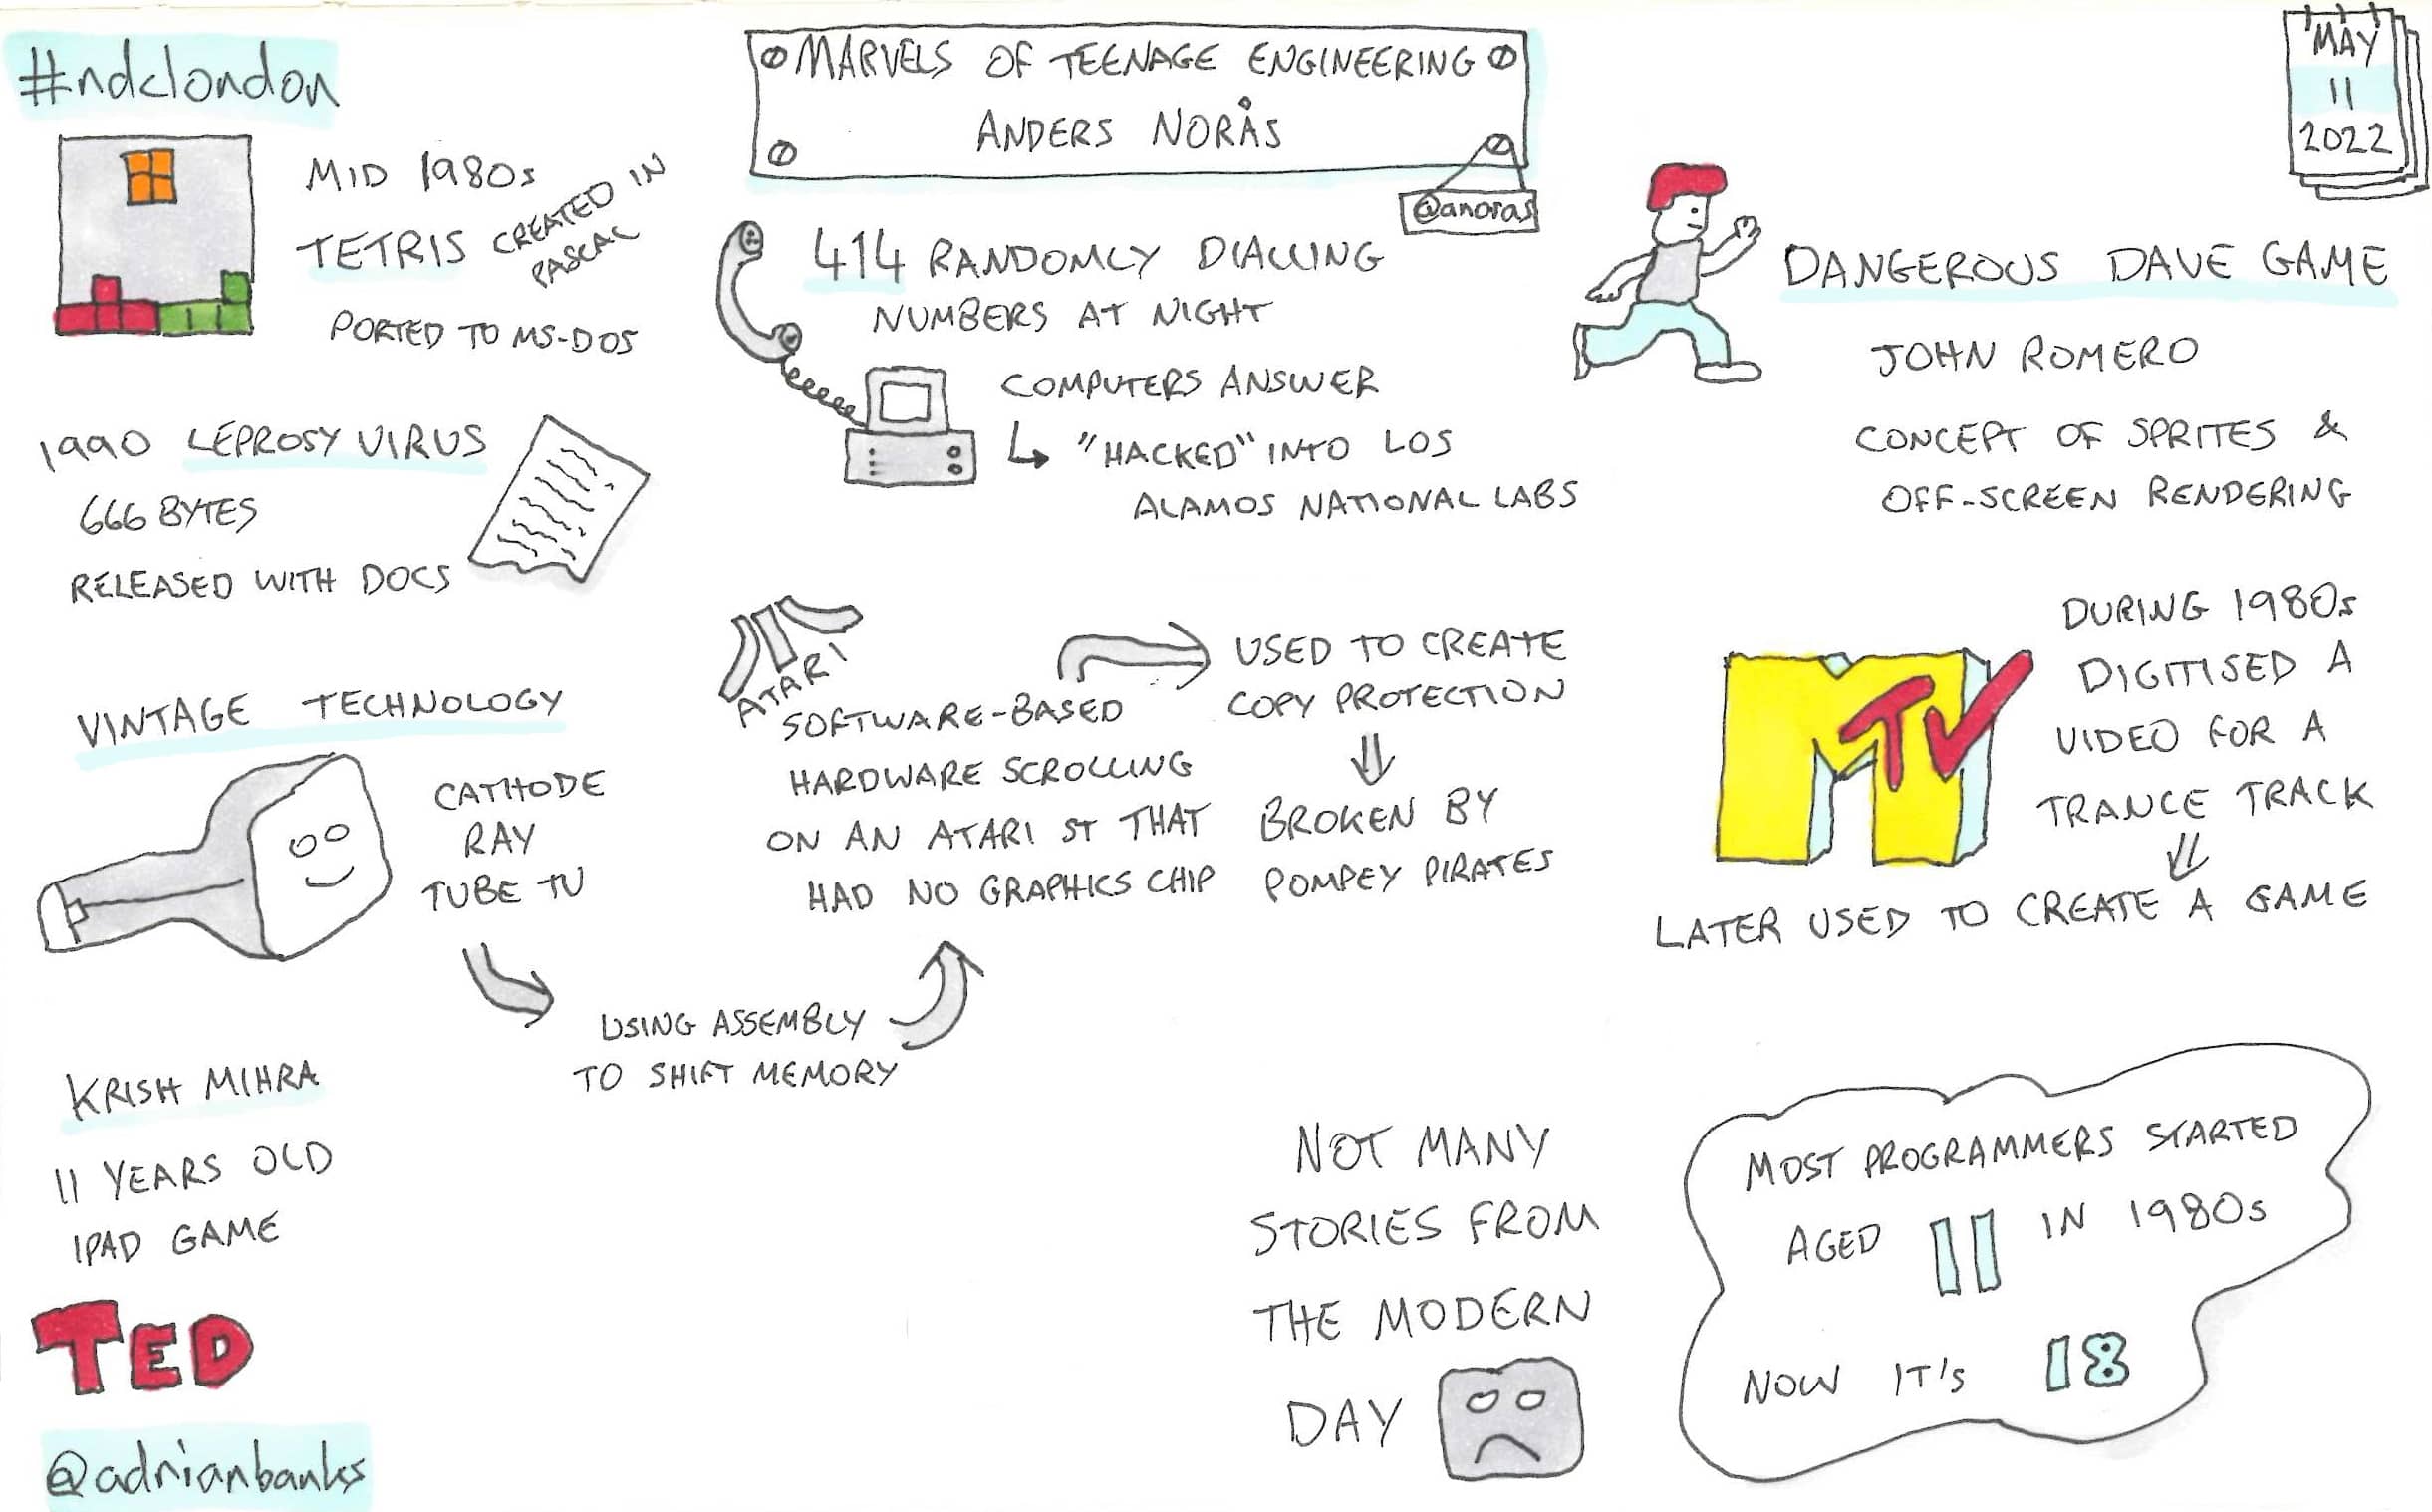 #ndclondon
MARVELS OF TEENAGE ENGINEERING
ANDERS NORÅS
@anoras
MAY
11
2022
MID 1980s
TETRIS CREATED IN
PASCAL
PORTED TO MS-DOS
414 RANDOMLY DIALLING
NUMBERS AT NIGHT
COMPUTERS ANSWER
↳ "HACKED" INTO LOS
ALAMOS NATIONAL LABS
DANGEROUS DAVE GAME
JOHN ROMERO
CONCEPT OF SPRITES &
OFF-SCREEN RENDERING
1990 LEPROSY VIRUS
666 BYTES
RELEASED WITH DOCS
VINTAGE TECHNOLOGY
CATHODE
RAY
TUBE TV
USING ASSEMBLY
TO SHIFT MEMORY
ATARI
SOFTWARE-BASED
HARDWARE SCROLLING
ON AN ATARI ST THAT
HAD NO GRAPHICS CHIP
USED TO CREATE
COPY PROTECTION
⇓
BROKEN BY
POMPEY PIRATES
MTV
DURING 1980s
DIGITISED A
VIDEO FOR A
TRANCE TRACK
⇓
LATER USED TO CREATE A GAME
KRISH MIHRA
11 YEARS OLD
IPAD GAME
TED
@adrianbanks
NOT MANY
STORIES FROM
THE MODERN
DAY
MOST PROGRAMMERS STARTED
AGED 11 IN 1980s
NOW IT'S 18